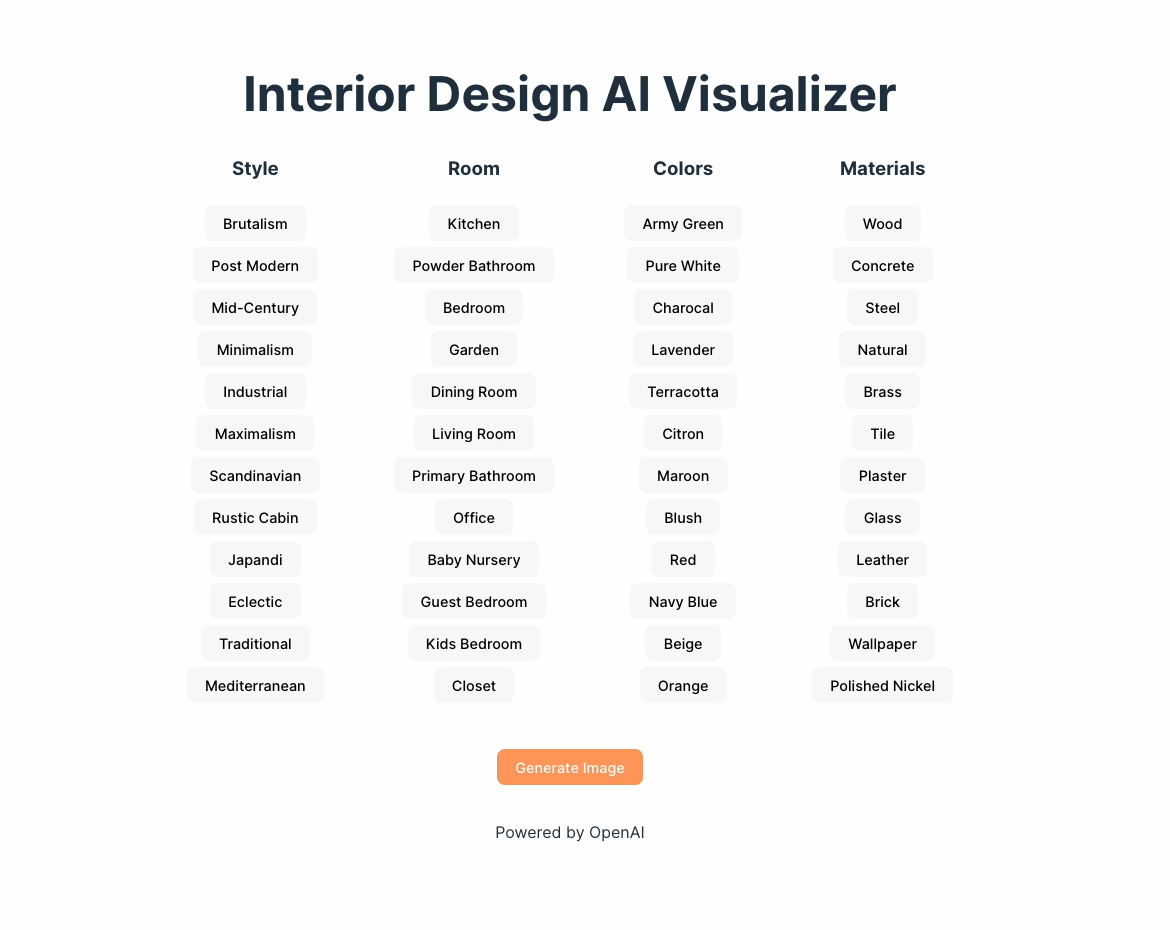 Interior Design AI Visualizer
Style Room Colors Materials
Brutalism Kitchen Army Green Wood
Post Modern Powder Bathroom Pure White Concrete
Mid-Century Bedroom Charocal Steel
Minimalism Garden Lavender Natural
Industrial Dining Room Terracotta Brass
Maximalism Living Room Citron Tile
Scandinavian Primary Bathroom Maroon Plaster
Rustic Cabin Office Blush Glass
Japandi Baby Nursery Red Leather
Eclectic Guest Bedroom Navy Blue Brick
Traditional Kids Bedroom Beige Wallpaper
Mediterranean Closet Orange Polished Nickel
Generate Image
Powered by OpenAI